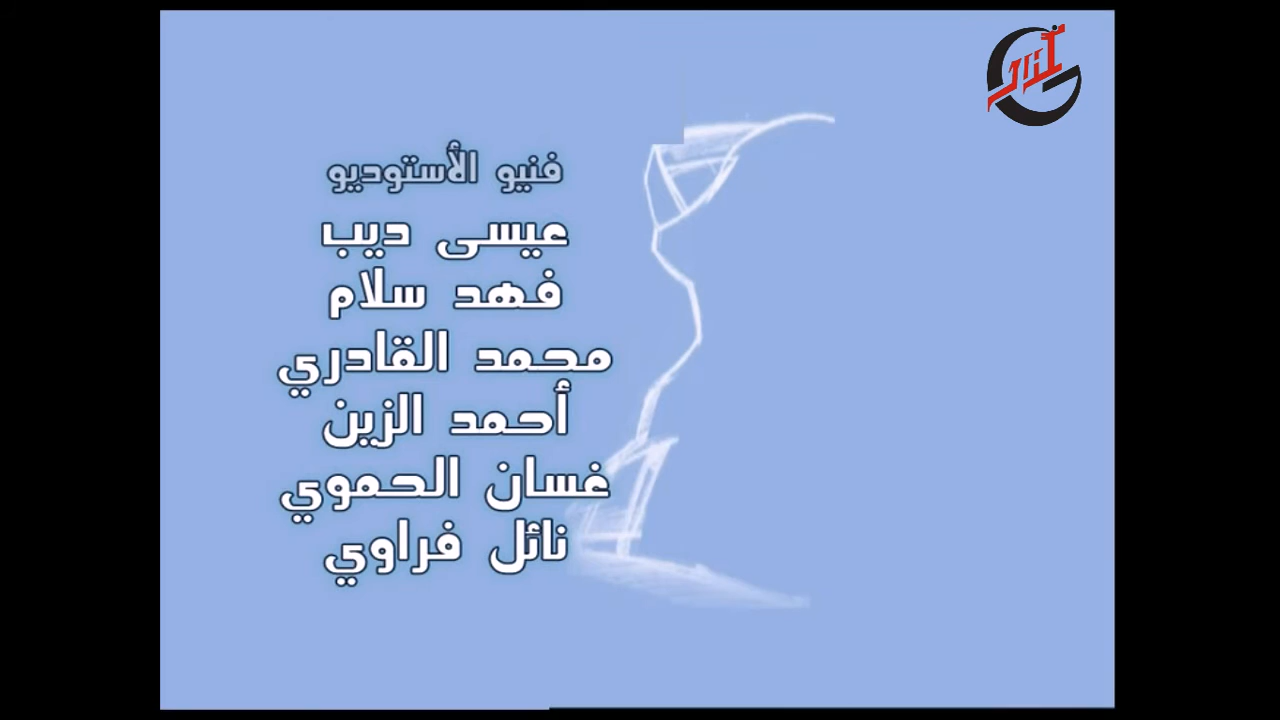 فنيو الأستوديو
عيسى ديب
فهد سلام
محمد القادري
أحمد الزين
غسان الحموي
نائل فراوي